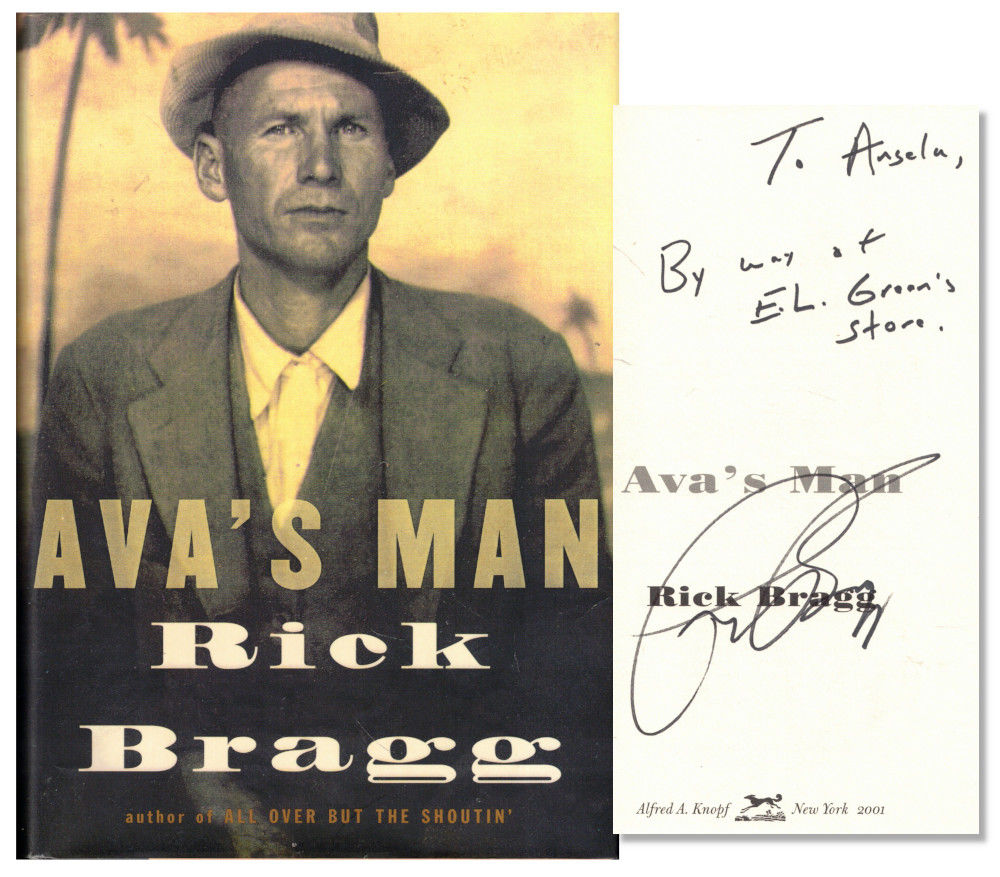 AVA'S MAN
Rick
Bragg
author of ALL OVER BUT THE SHOUTIN'
To Anselm,
By way of
E.L. Green's
store.
Ava's Man
Rick Bragg
Alfred A. Knopf New York 2001